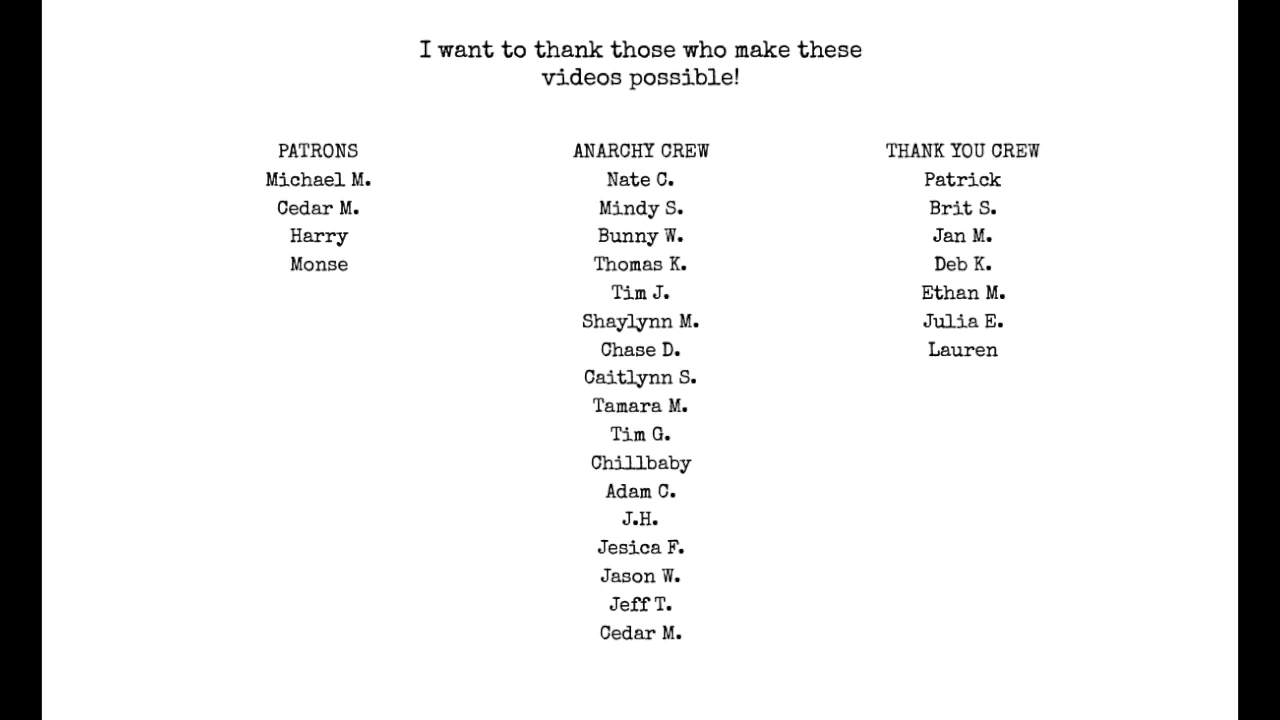 I want to thank those who make these
videos possible!
PATRONS
Michael M.
Cedar M.
Harry
Monse
ANARCHY CREW
Nate C.
Mindy S.
Bunny W.
Thomas K.
Tim J.
Shaylynn M.
Chase D.
Caitlynn S.
Tamara M.
Tim G.
Chillbaby
Adam C.
J.H.
Jesica F.
Jason W.
Jeff T.
Cedar M.
THANK YOU CREW
Patrick
Brit S.
Jan M.
Deb K.
Ethan M.
Julia E.
Lauren